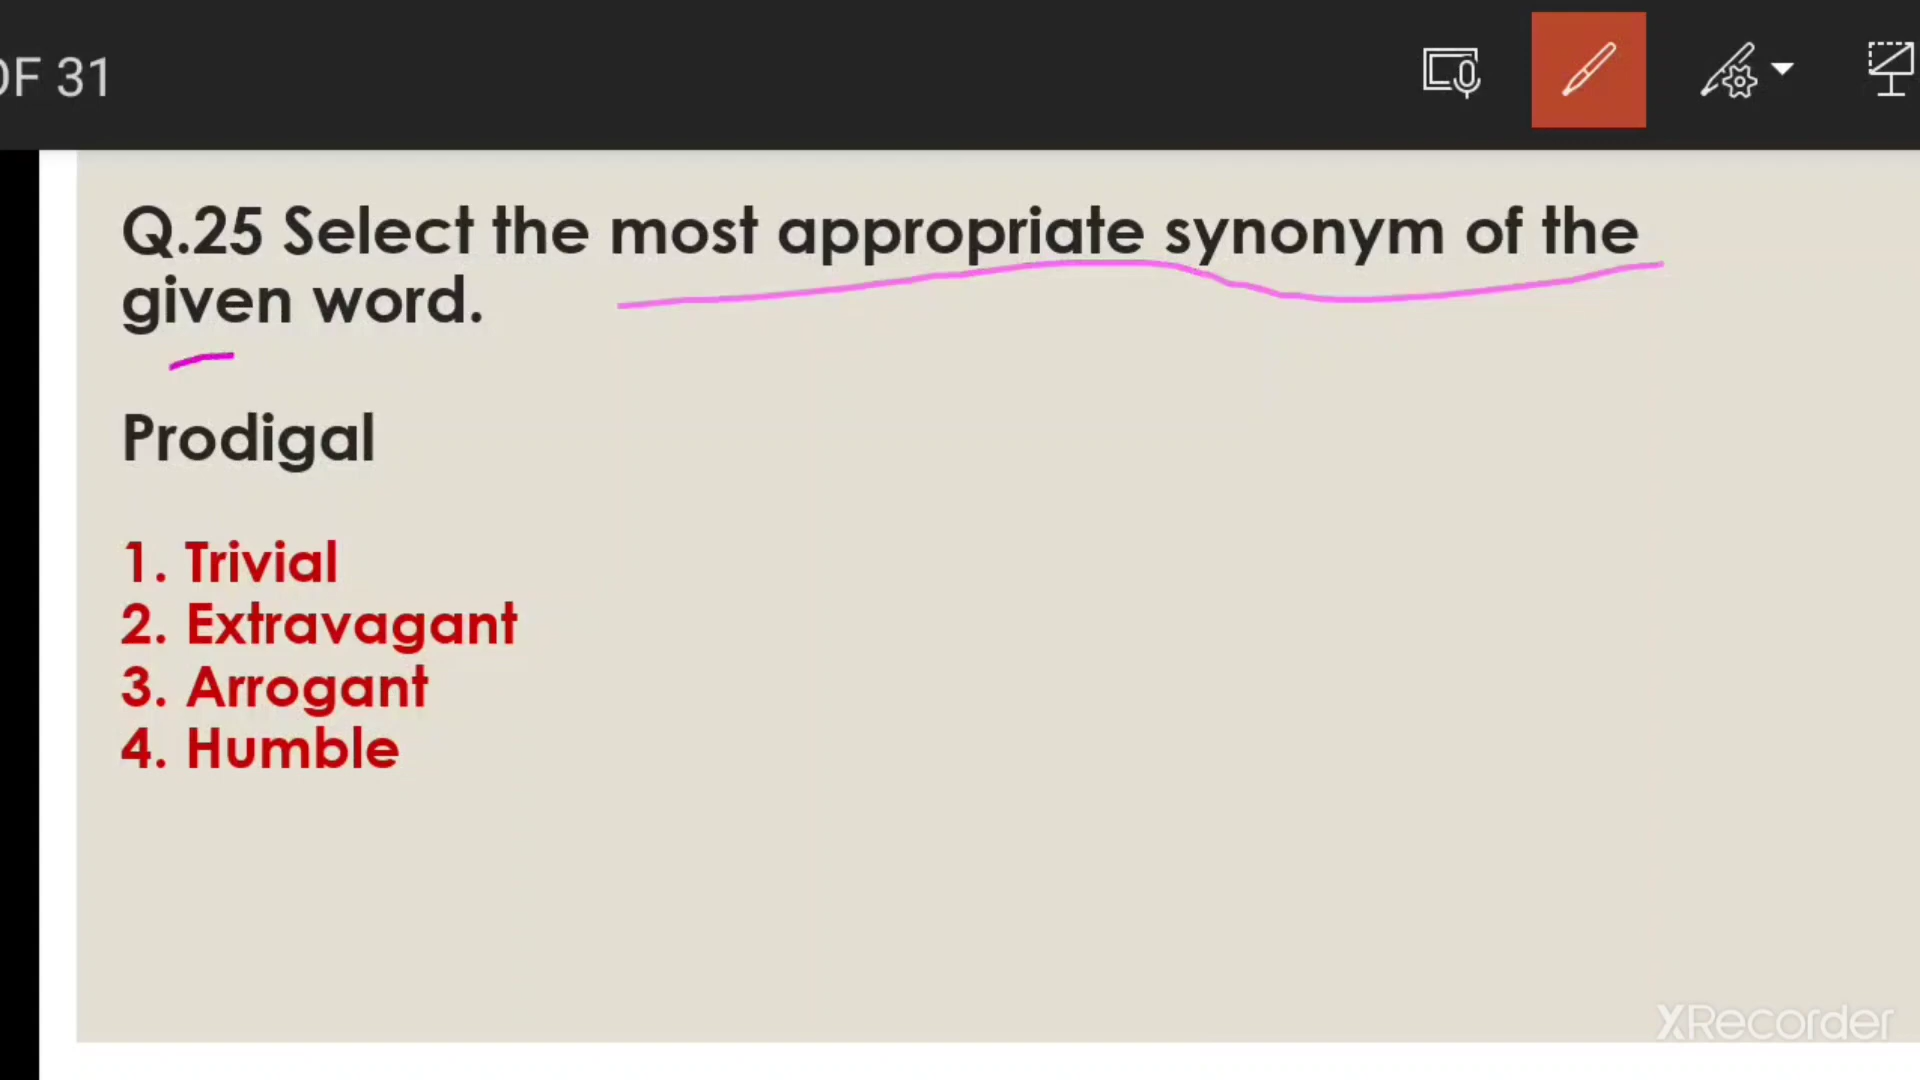 OF 31
Q.25 Select the most appropriate synonym of the
given word.
Prodigal
1. Trivial
2. Extravagant
3. Arrogant
4. Humble
XRecorder